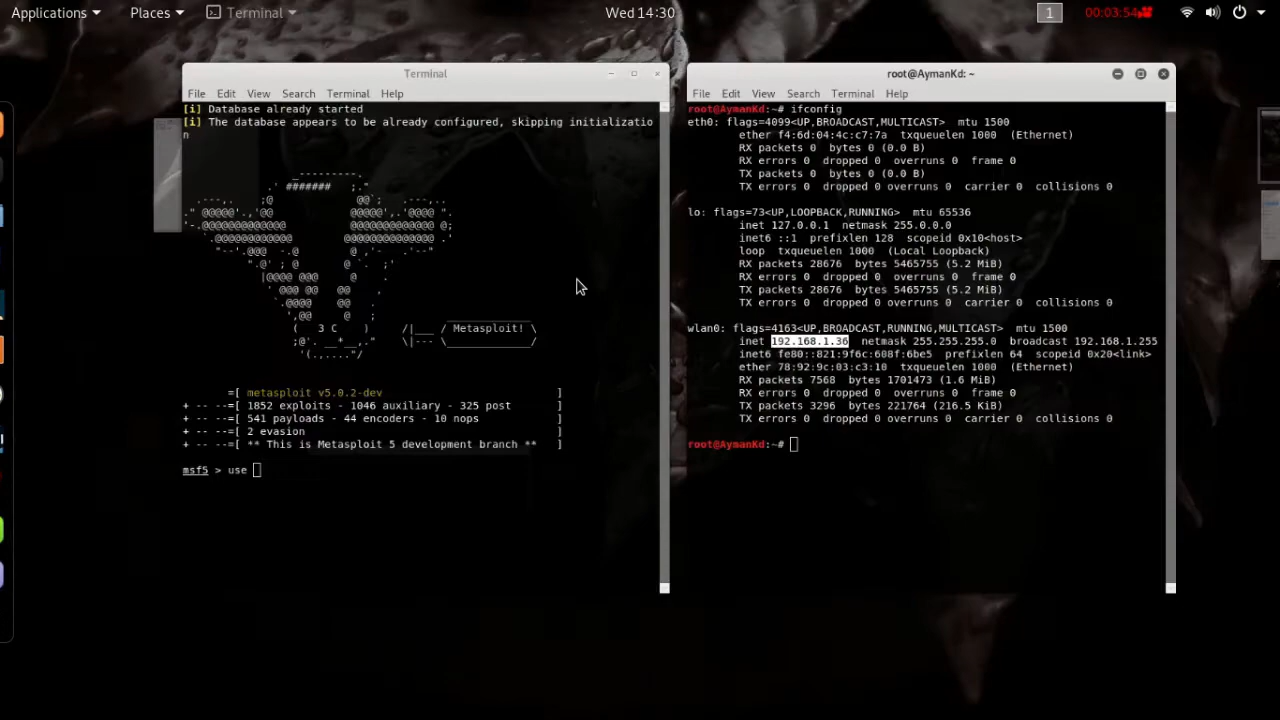 Applications Places Terminal Wed 14:30 1 00:03:54
Terminal
File Edit View Search Terminal Help
[i] Database already started
[i] The database appears to be already configured, skipping initializatio
n
( 3 C ) /|___ / Metasploit! \
=[ metasploit v5.0.2-dev ]
+ -- --=[ 1852 exploits - 1046 auxiliary - 325 post ]
+ -- --=[ 541 payloads - 44 encoders - 10 nops ]
+ -- --=[ 2 evasion ]
+ -- --=[ ** This is Metasploit 5 development branch ** ]
msf5 > use
root@AymanKd: ~
File Edit View Search Terminal Help
root@AymanKd:~# ifconfig
eth0: flags=4099<UP,BROADCAST,MULTICAST> mtu 1500
ether f4:6d:04:4c:c7:7a txqueuelen 1000 (Ethernet)
RX packets 0 bytes 0 (0.0 B)
RX errors 0 dropped 0 overruns 0 frame 0
TX packets 0 bytes 0 (0.0 B)
TX errors 0 dropped 0 overruns 0 carrier 0 collisions 0
lo: flags=73<UP,LOOPBACK,RUNNING> mtu 65536
inet 127.0.0.1 netmask 255.0.0.0
inet6 ::1 prefixlen 128 scopeid 0x10<host>
loop txqueuelen 1000 (Local Loopback)
RX packets 28676 bytes 5465755 (5.2 MiB)
RX errors 0 dropped 0 overruns 0 frame 0
TX packets 28676 bytes 5465755 (5.2 MiB)
TX errors 0 dropped 0 overruns 0 carrier 0 collisions 0
wlan0: flags=4163<UP,BROADCAST,RUNNING,MULTICAST> mtu 1500
inet 192.168.1.36 netmask 255.255.255.0 broadcast 192.168.1.255
inet6 fe80::821:9f6c:608f:6be5 prefixlen 64 scopeid 0x20<link>
ether 78:92:9c:03:c3:10 txqueuelen 1000 (Ethernet)
RX packets 7568 bytes 1701473 (1.6 MiB)
RX errors 0 dropped 0 overruns 0 frame 0
TX packets 3296 bytes 221764 (216.5 KiB)
TX errors 0 dropped 0 overruns 0 carrier 0 collisions 0
root@AymanKd:~#